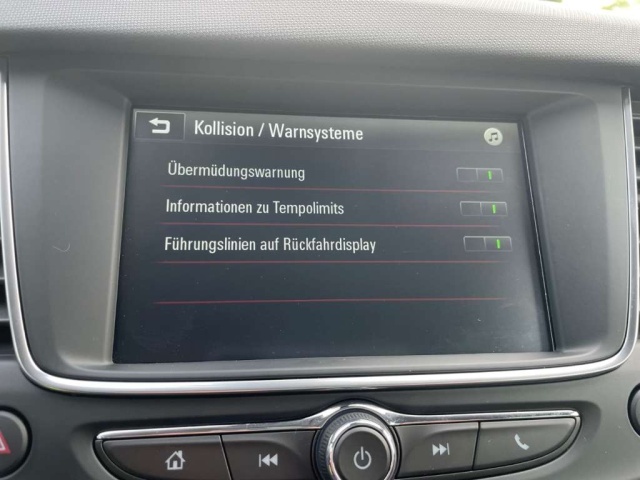 Kollision / Warnsysteme
Übermüdungswarnung
Informationen zu Tempolimits
Führungslinien auf Rückfahrdisplay